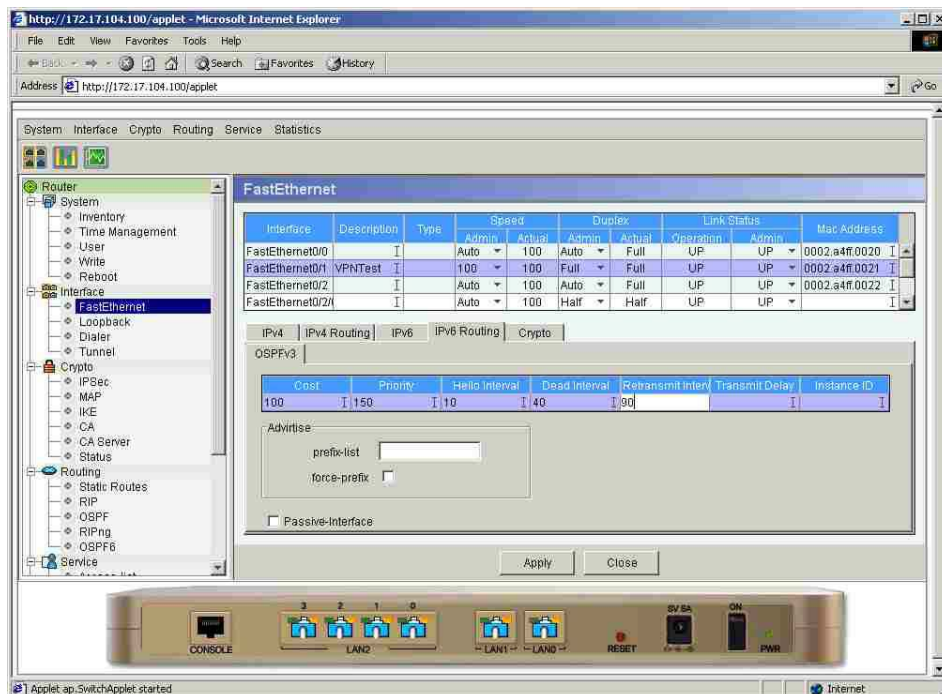 http://172.17.104.100/applet - Microsoft Internet Explorer
File Edit View Favorites Tools Help
Back Search Favorites History
Address http://172.17.104.100/applet Go
System Interface Crypto Routing Service Statistics
Router
System
Inventory
Time Management
User
Write
Reboot
Interface
FastEthernet
Loopback
Dialer
Tunnel
Crypto
IPSec
MAP
IKE
CA
CA Server
Status
Routing
Static Routes
RIP
OSPF
RIPng
OSPF6
Service
FastEthernet
Interface Description Type Speed Duplex Link Status Mac Address
Admin Actual Admin Actual Operation Admin
FastEthernet0/0 Auto 100 Auto Full UP UP 0002.a4ff.0020
FastEthernet0/1 VPNTest 100 100 Full Full UP UP 0002.a4ff.0021
FastEthernet0/2 Auto 100 Auto Full UP UP 0002.a4ff.0022
FastEthernet0/2/ Auto 100 Half Half UP UP
IPv4 IPv4 Routing IPv6 IPv6 Routing Crypto
OSPFv3
Cost Priority Hello Interval Dead Interval Retransmit Interv Transmit Delay Instance ID
100 150 10 40 90
Advirtise
prefix-list
force-prefix
Passive-Interface
Apply Close
3 2 1 0
CONSOLE LAN2 LAN1 LAN0 RESET 5V 5A ON PWR
Applet ap.SwitchApplet started Internet